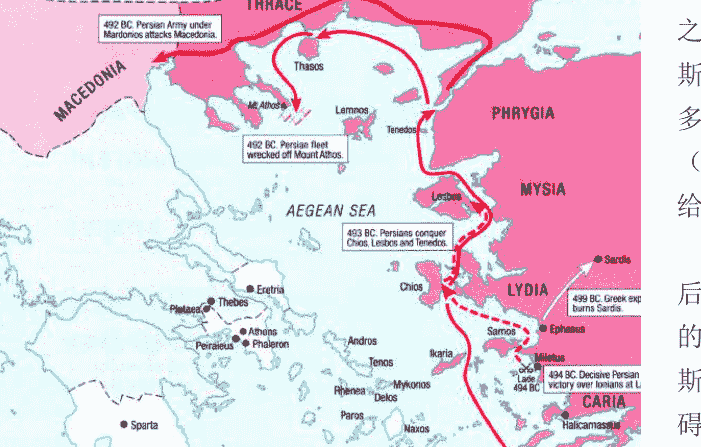 THRACE
492 BC. Persian Army under
Mardonios attacks Macedonia.
MACEDONIA
Thasos
Mt Athos
Lemnos
Tenedos
PHRYGIA
492 BC. Persian fleet
wrecked off Mount Athos.
MYSIA
Lesbos
AEGEAN SEA
493 BC. Persians conquer
Chios, Lesbos and Tenedos.
Sardis
Chios
LYDIA
499 BC. Greek exp
burns Sardis.
Eretria
Thebes
Plataea
Athens
Peiraieus
Phaleron
Samos
Ephesus
Andros
Ikaria
Tenos
Miletus
Lade
494 BC
494 BC. Decisive Persian
victory over Ionians at La
Mykonos
Rhenea
Delos
CARIA
Paros
Halicarnassus
Sparta
Naxos
之
斯
多
（
给
后
的
斯
碍